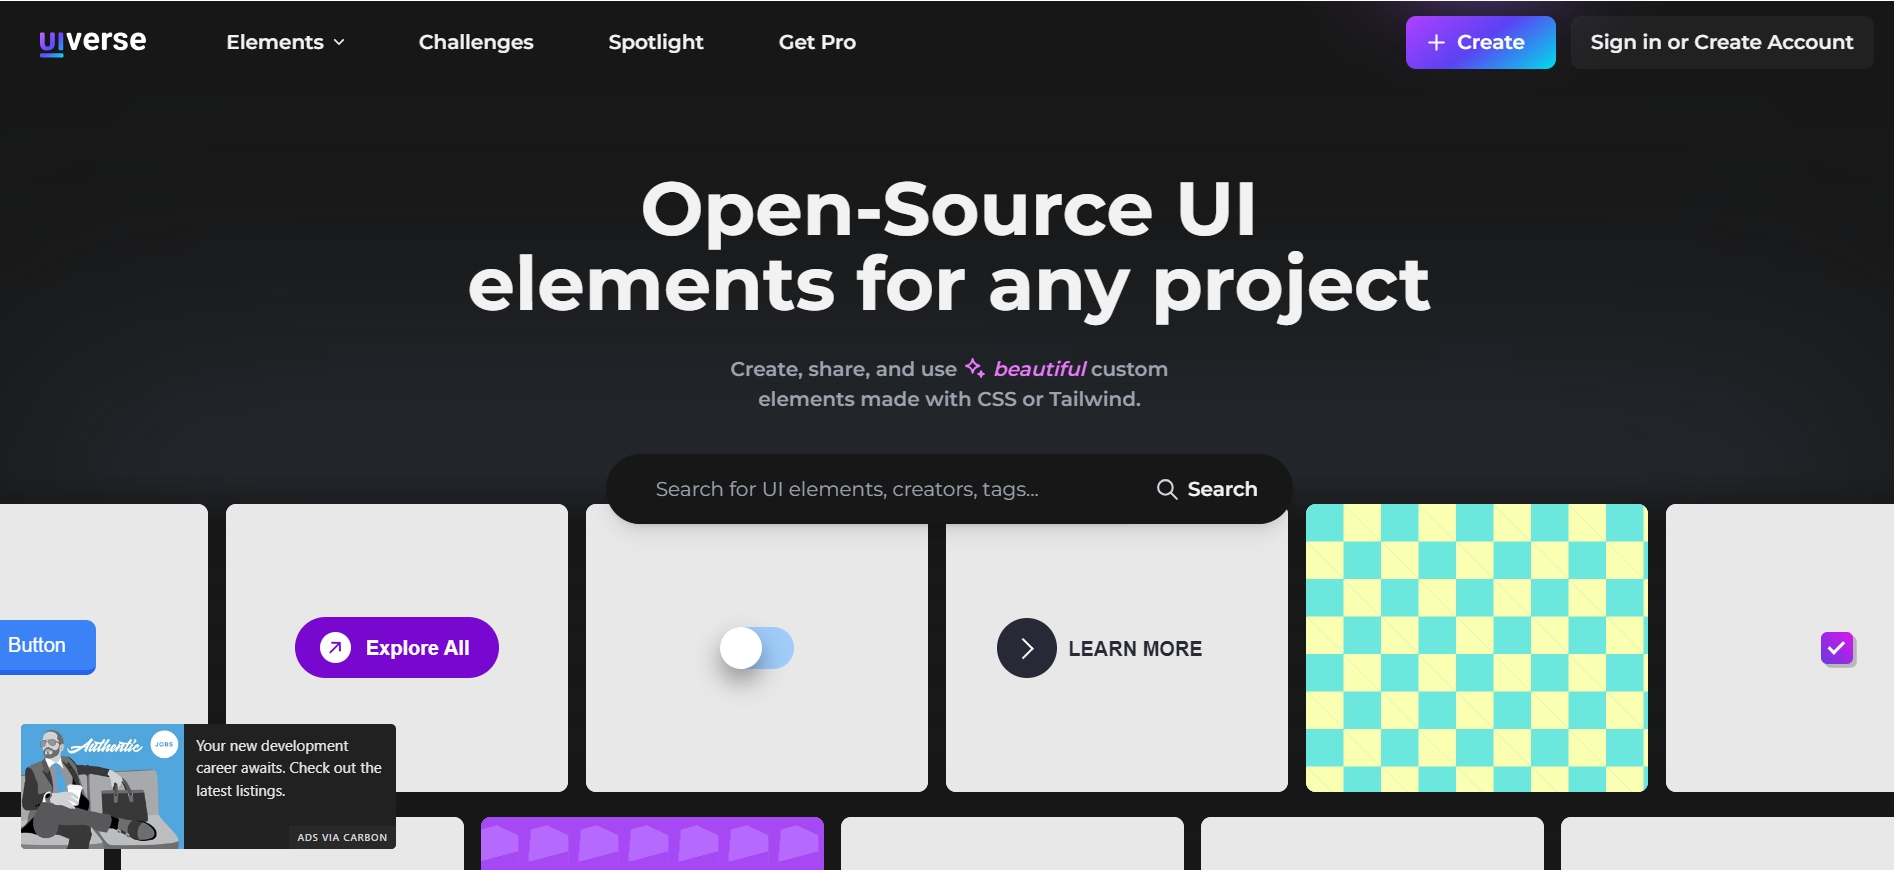 uiverse
Elements
Challenges
Spotlight
Get Pro
Create
Sign in or Create Account
Open-Source UI
elements for any project
Create, share, and use beautiful custom
elements made with CSS or Tailwind.
Search for UI elements, creators, tags...
Search
Button
Explore All
LEARN MORE
Authentic
JOBS
Your new development
career awaits. Check out the
latest listings.
ADS VIA CARBON